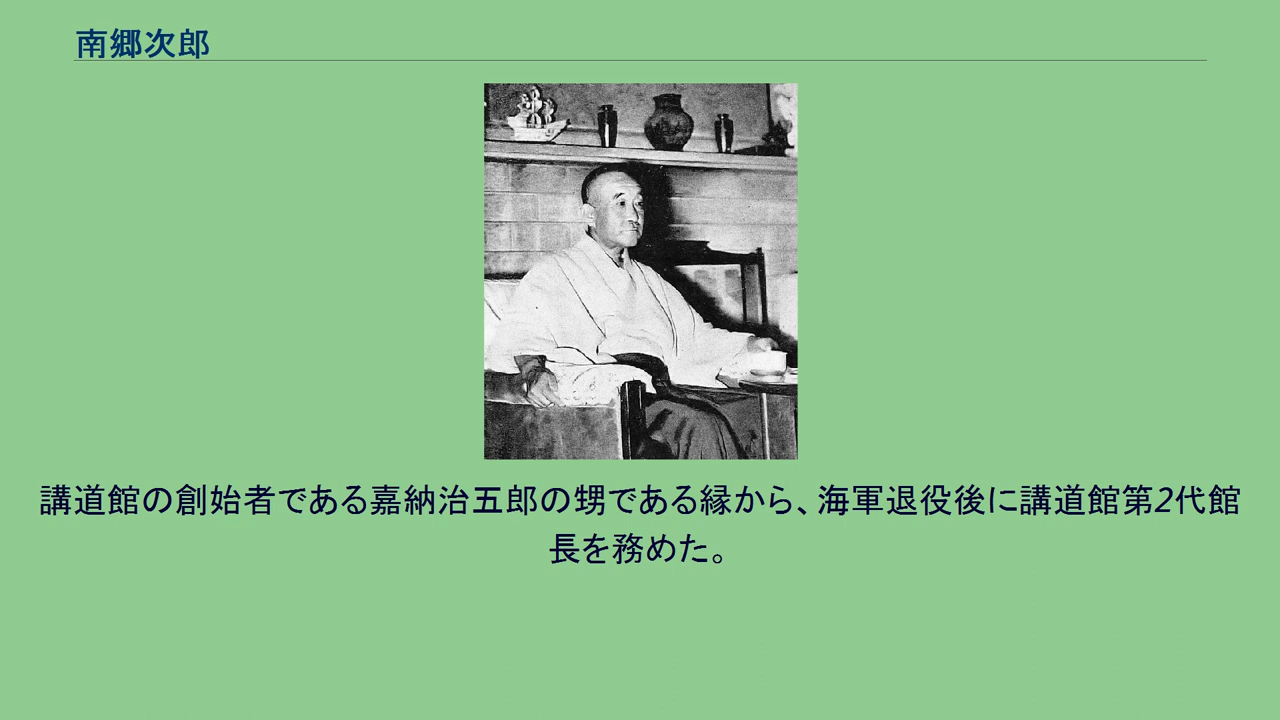 南郷次郎
講道館の創始者である嘉納治五郎の甥である縁から、海軍退役後に講道館第2代館
長を務めた。